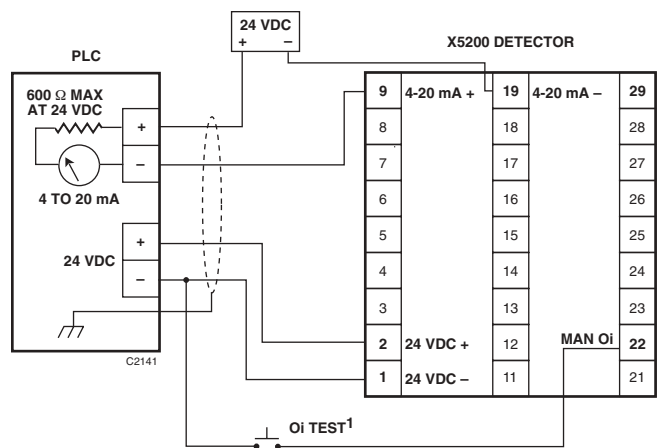 24 VDC
+ –
PLC
X5200 DETECTOR
600 Ω MAX
AT 24 VDC
+
–
4 TO 20 mA
24 VDC
+
–
C2141
9 4-20 mA + 19 4-20 mA – 29
8 18 28
7 17 27
6 16 26
5 15 25
4 14 24
3 13 23
2 24 VDC + 12 MAN Oi 22
1 24 VDC – 11 21
Oi TEST¹